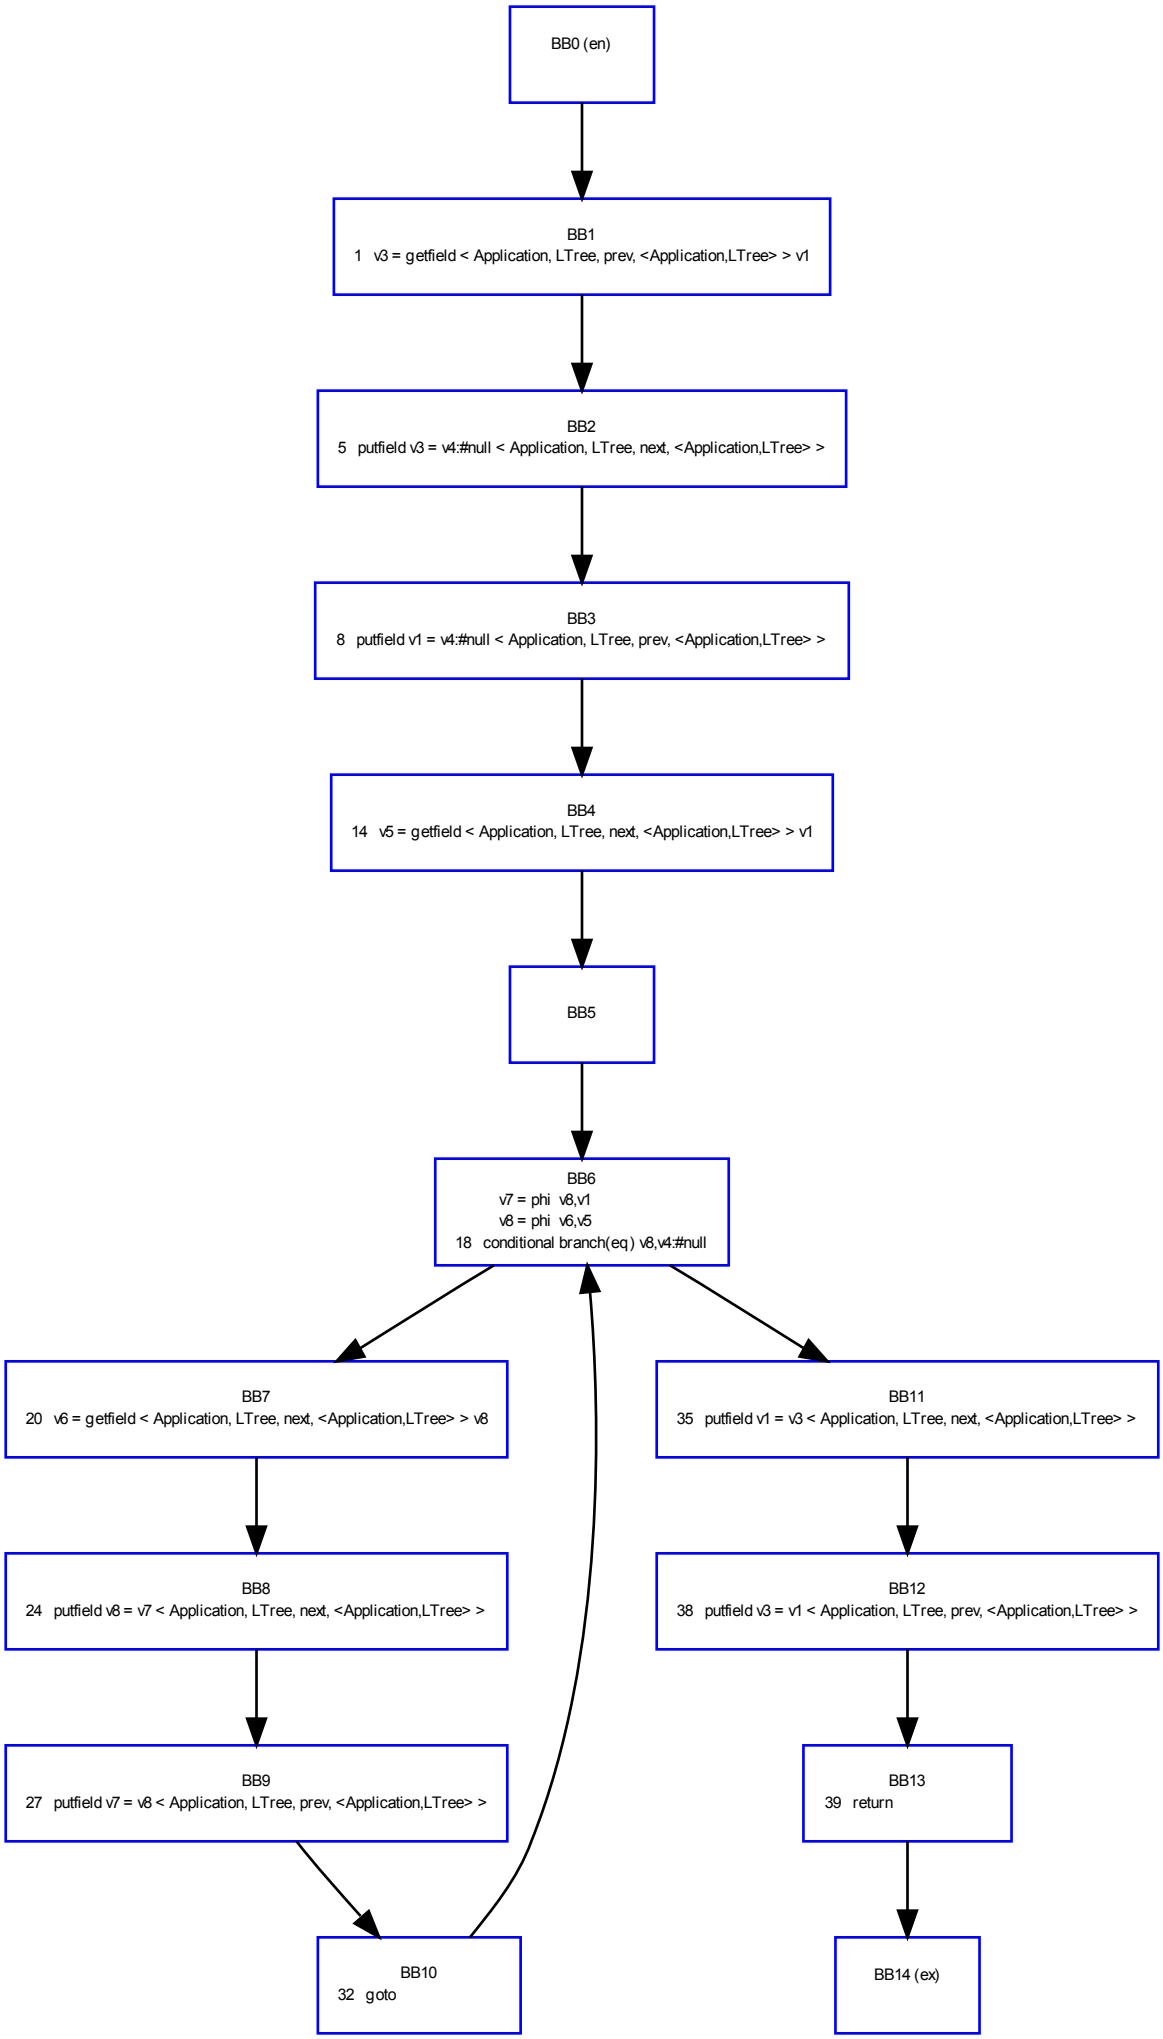 BB0 (en)
BB1
1 v3 = getfield < Application, LTree, prev, <Application,LTree> > v1
BB2
5 putfield v3 = v4:#null < Application, LTree, next, <Application,LTree> >
BB3
8 putfield v1 = v4:#null < Application, LTree, prev, <Application,LTree> >
BB4
14 v5 = getfield < Application, LTree, next, <Application,LTree> > v1
BB5
BB6
v7 = phi v8,v1
v8 = phi v6,v5
18 conditional branch(eq) v8,v4:#null
BB7
20 v6 = getfield < Application, LTree, next, <Application,LTree> > v8
BB11
35 putfield v1 = v3 < Application, LTree, next, <Application,LTree> >
BB8
24 putfield v8 = v7 < Application, LTree, next, <Application,LTree> >
BB12
38 putfield v3 = v1 < Application, LTree, prev, <Application,LTree> >
BB9
27 putfield v7 = v8 < Application, LTree, prev, <Application,LTree> >
BB13
39 return
BB10
32 goto
BB14 (ex)